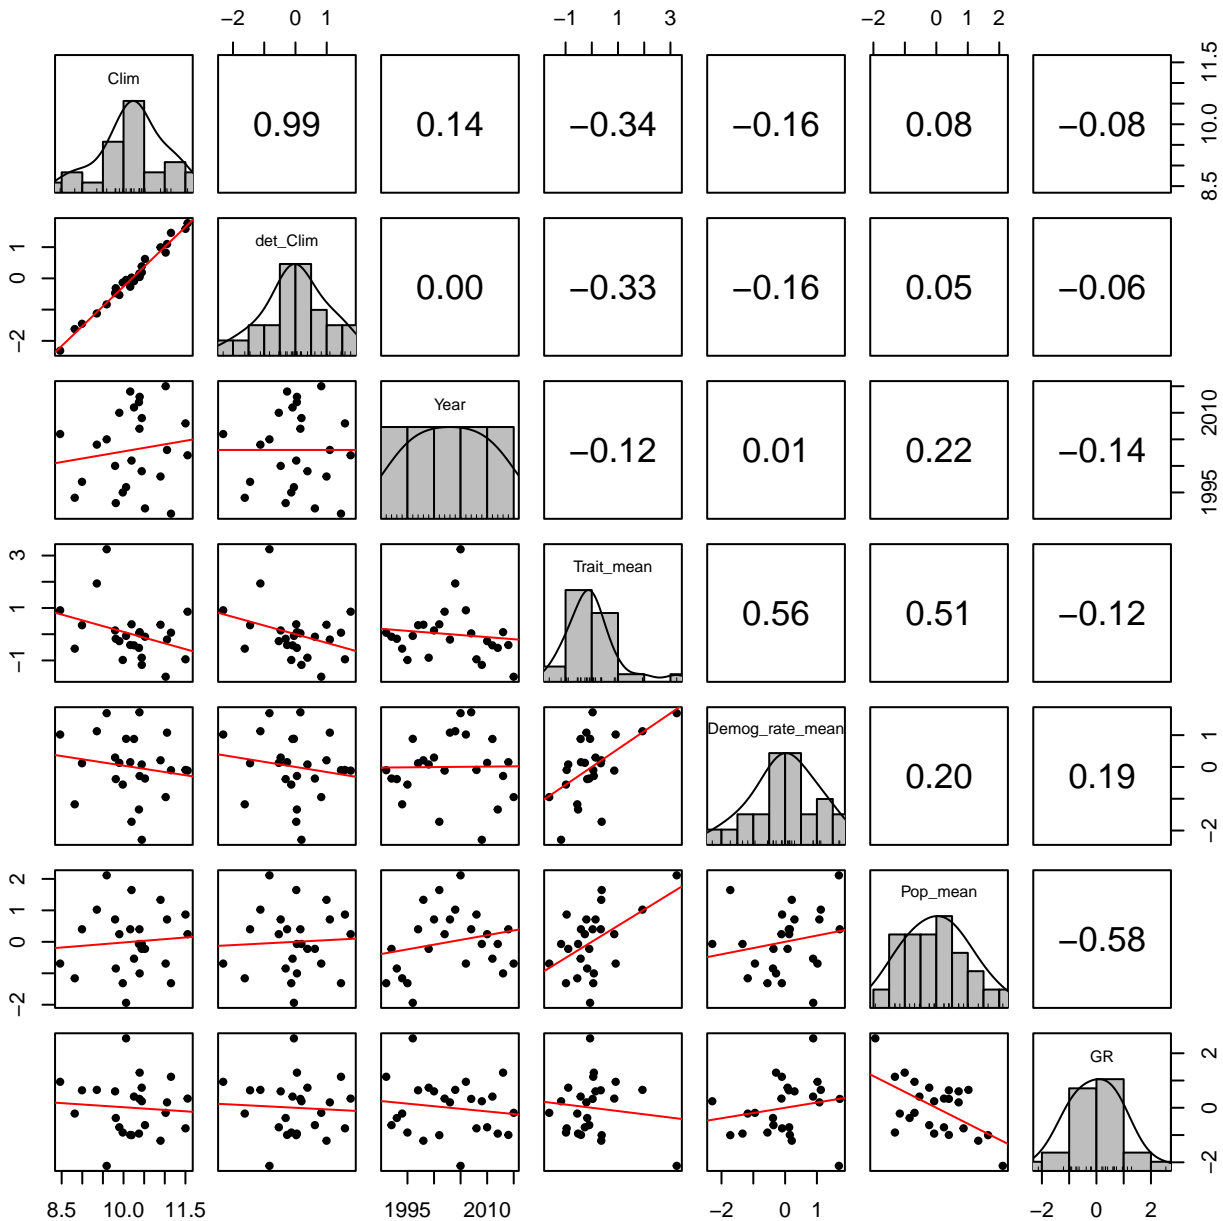 −2 0 1 −1 1 3 −2 0 1 2
Clim 0.99 0.14 −0.34 −0.16 0.08 −0.08 8.5 10.0 11.5
−2 0 1 det_Clim 0.00 −0.33 −0.16 0.05 −0.06
Year −0.12 0.01 0.22 −0.14 1995 2010
−1 1 3 Trait_mean 0.56 0.51 −0.12
Demog_rate_mean 0.20 0.19 −2 0 1
−2 −1 0 1 2 Pop_mean −0.58
GR −2 0 2
8.5 10.0 11.5 1995 2010 −2 0 1 −2 0 2